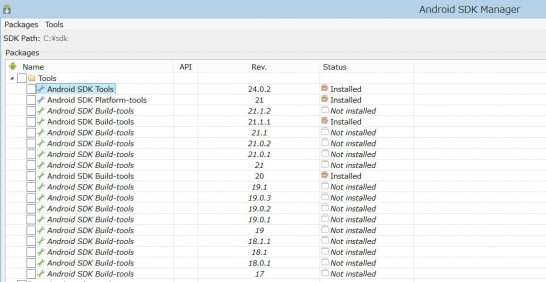 Android SDK Manager
Packages Tools
SDK Path: C:¥sdk
Packages
Name API Rev. Status
Tools
Android SDK Tools 24.0.2 Installed
Android SDK Platform-tools 21 Installed
Android SDK Build-tools 21.1.2 Not installed
Android SDK Build-tools 21.1.1 Installed
Android SDK Build-tools 21.1 Not installed
Android SDK Build-tools 21.0.2 Not installed
Android SDK Build-tools 21.0.1 Not installed
Android SDK Build-tools 21 Not installed
Android SDK Build-tools 20 Installed
Android SDK Build-tools 19.1 Not installed
Android SDK Build-tools 19.0.3 Not installed
Android SDK Build-tools 19.0.2 Not installed
Android SDK Build-tools 19.0.1 Not installed
Android SDK Build-tools 19 Not installed
Android SDK Build-tools 18.1.1 Not installed
Android SDK Build-tools 18.1 Not installed
Android SDK Build-tools 18.0.1 Not installed
Android SDK Build-tools 17 Not installed